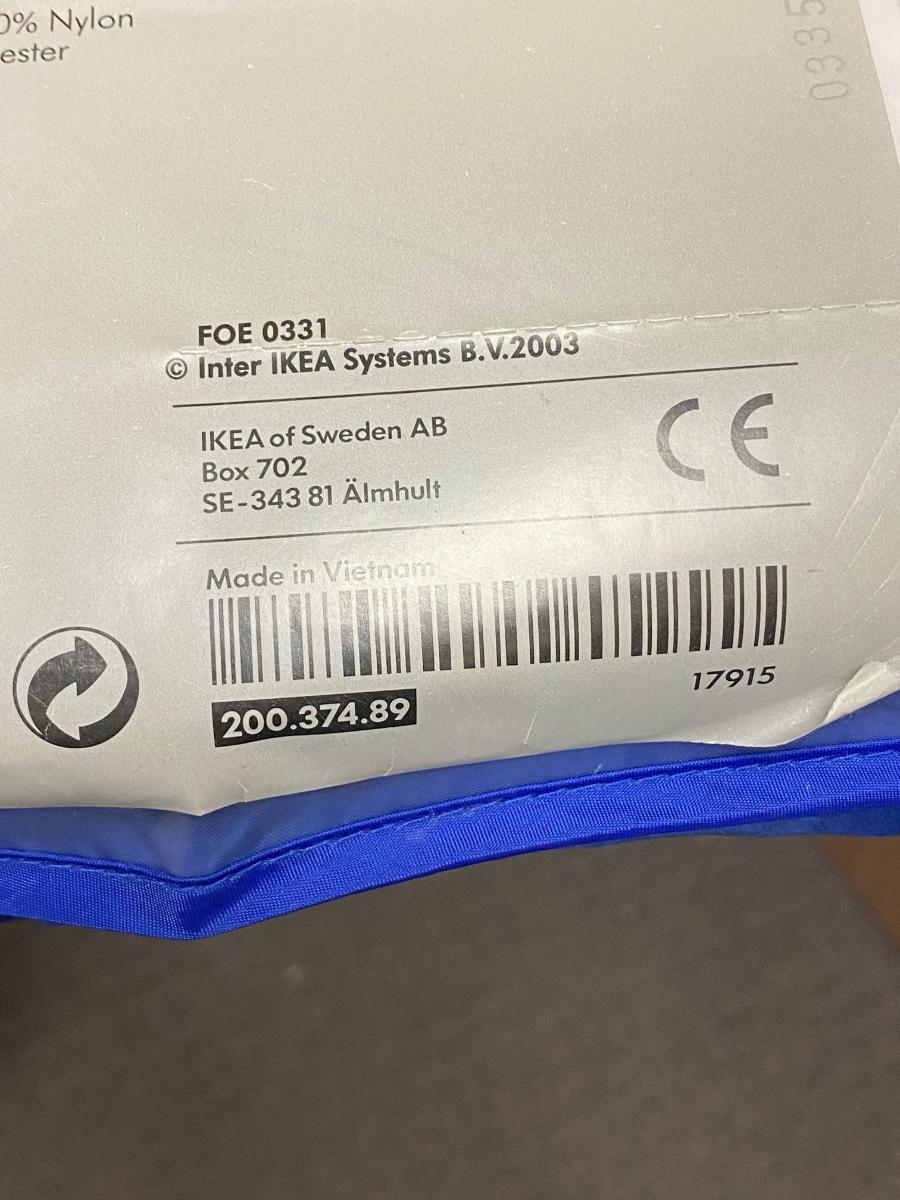 0% Nylon
ester
0335
FOE 0331
© Inter IKEA Systems B.V.2003
IKEA of Sweden AB
Box 702
SE-343 81 Älmhult
CE
Made in Vietnam
17915
200.374.89